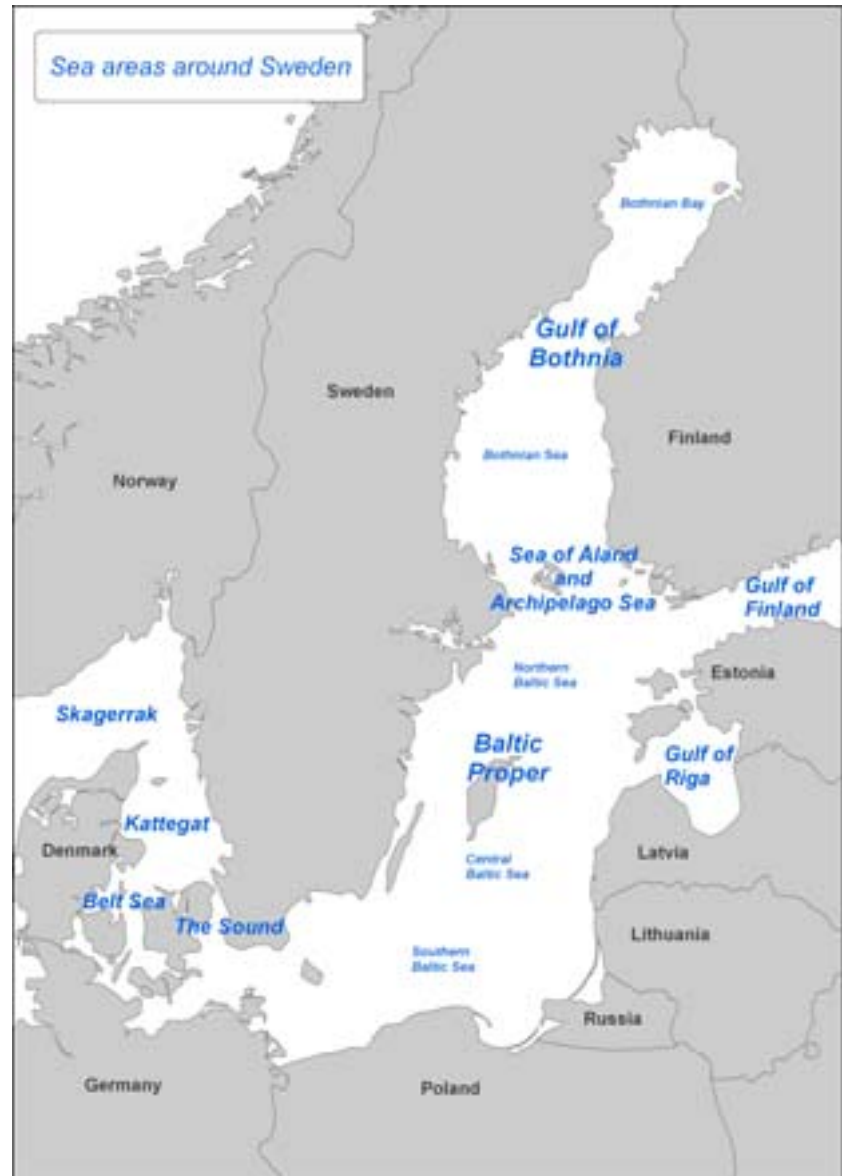 Sea areas around Sweden
Bothnian Bay
Gulf of
Bothnia
Sweden
Finland
Bothnian Sea
Norway
Sea of Aland
and
Archipelago Sea
Gulf of
Finland
Northern
Baltic Sea
Estonia
Skagerrak
Baltic
Proper
Gulf of
Riga
Kattegat
Denmark
Latvia
Central
Baltic Sea
Belt Sea
The Sound
Lithuania
Southern
Baltic Sea
Russia
Germany
Poland